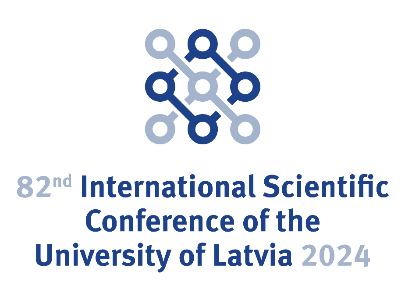 82nd International Scientific
Conference of the
University of Latvia 2024